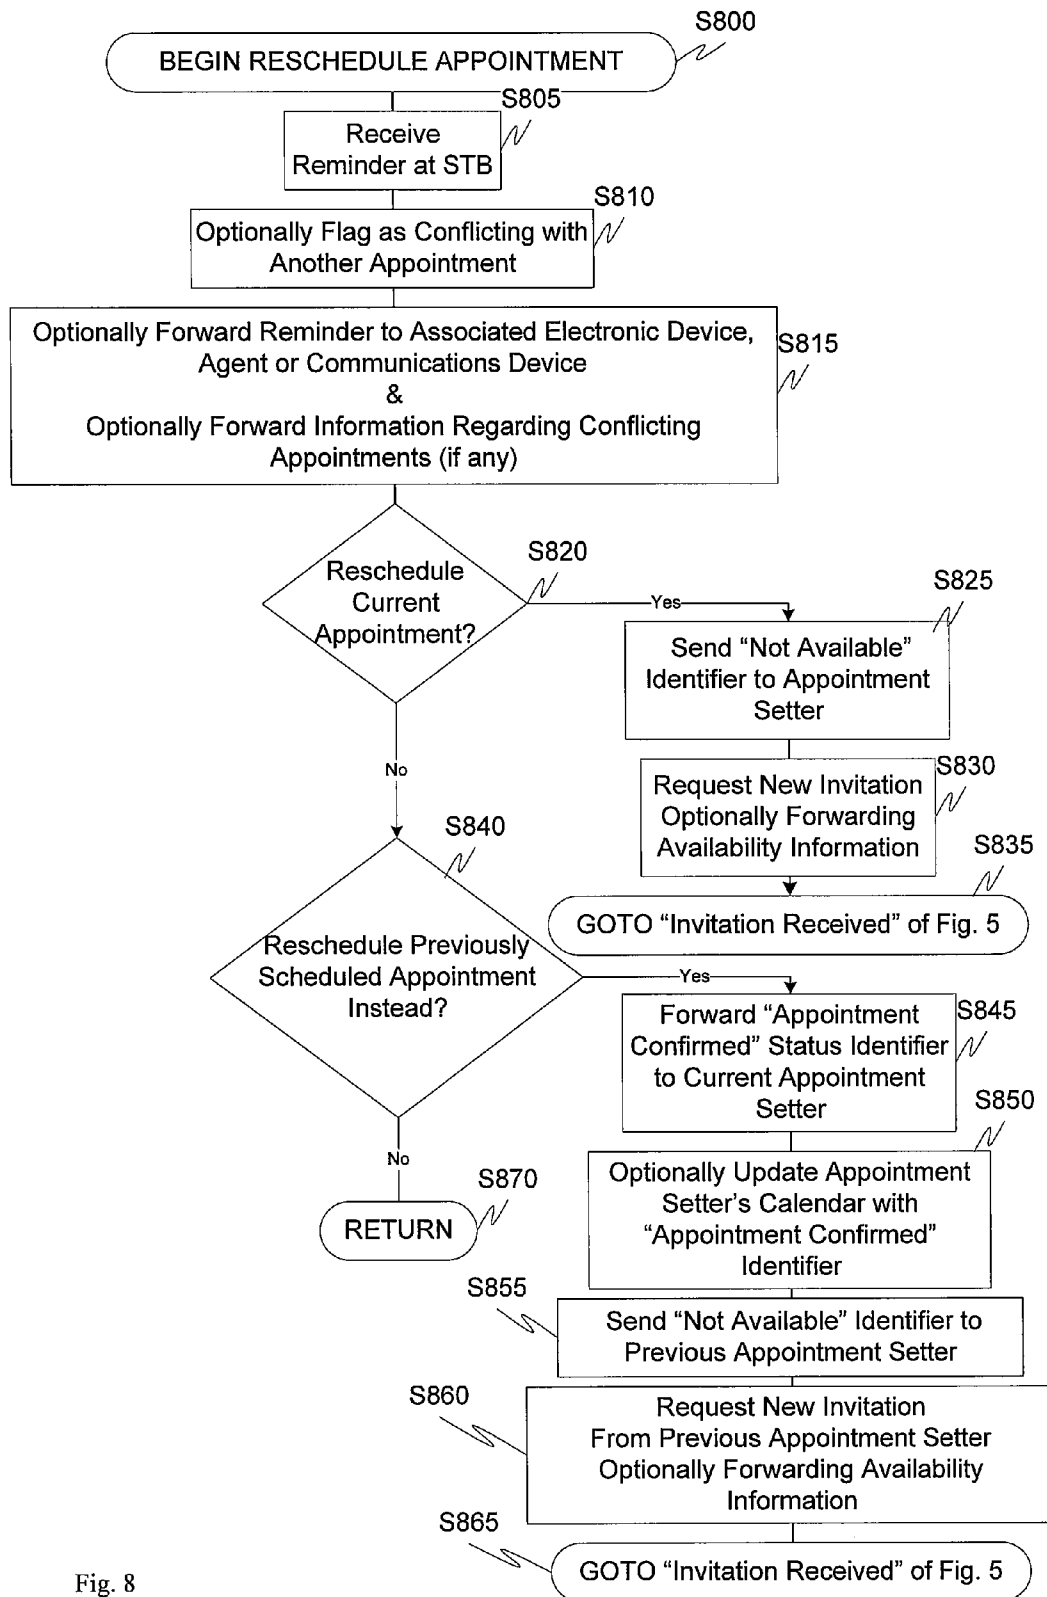 S800
BEGIN RESCHEDULE APPOINTMENT
S805
Receive
Reminder at STB
S810
Optionally Flag as Conflicting with
Another Appointment
S815
Optionally Forward Reminder to Associated Electronic Device,
Agent or Communications Device
&
Optionally Forward Information Regarding Conflicting
Appointments (if any)
S820
Reschedule
Current
Appointment?
Yes
S825
Send “Not Available”
Identifier to Appointment
Setter
No
S830
Request New Invitation
Optionally Forwarding
Availability Information
S835
GOTO “Invitation Received” of Fig. 5
S840
Reschedule Previously
Scheduled Appointment
Instead?
Yes
S845
Forward “Appointment
Confirmed” Status Identifier
to Current Appointment
Setter
S850
Optionally Update Appointment
Setter’s Calendar with
“Appointment Confirmed”
Identifier
No
S870
RETURN
S855
Send “Not Available” Identifier to
Previous Appointment Setter
S860
Request New Invitation
From Previous Appointment Setter
Optionally Forwarding Availability
Information
S865
GOTO “Invitation Received” of Fig. 5
Fig. 8